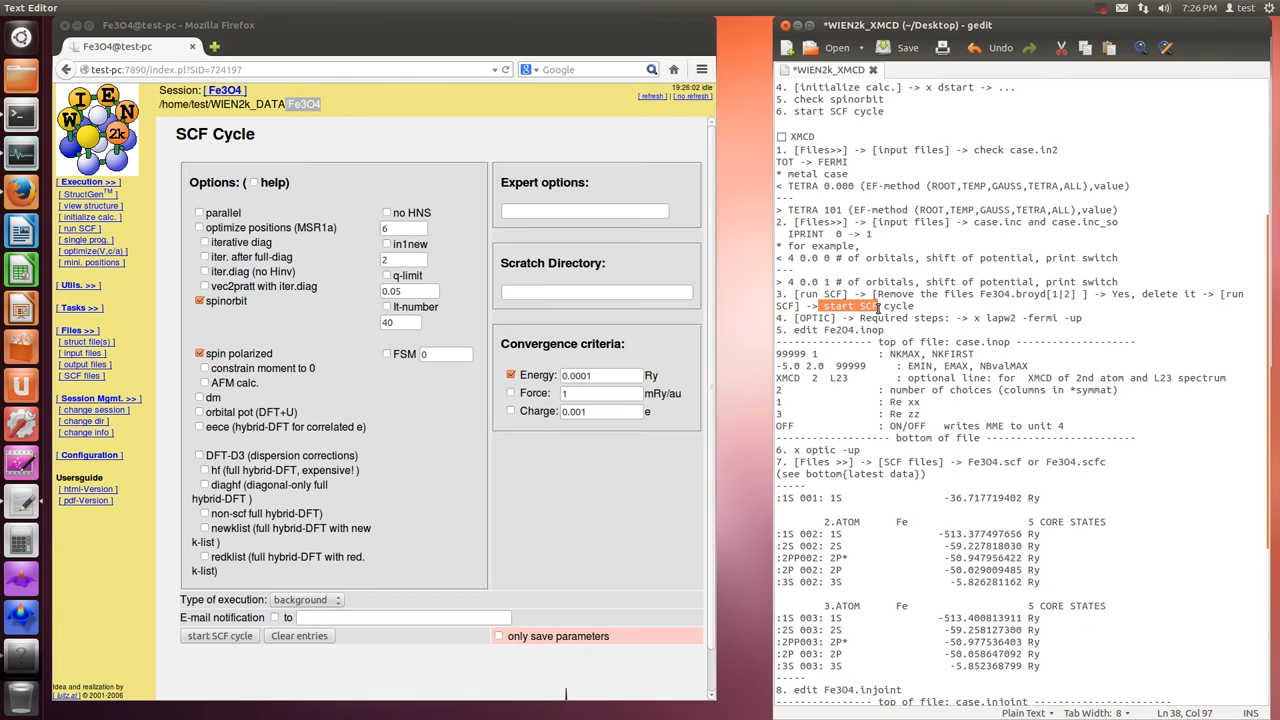 Text Editor
7:26 PM
test
Fe3O4@test-pc - Mozilla Firefox
Fe3O4@test-pc
test-pc:7890/index.pl?SID=724197
Google
W I E N 2k
Session: [ Fe3O4 ]
/home/test/WIEN2k_DATA/Fe3O4
19:26:02 idle
[ refresh ] [ no refresh ]
[ Execution >> ]
[ StructGen™ ]
[ view structure ]
[ initialize calc. ]
[ run SCF ]
[ single prog. ]
[ optimize(V,c/a) ]
[ mini. positions ]
[ Utils. >> ]
[ Tasks >> ]
[ Files >> ]
[ struct file(s) ]
[ input files ]
[ output files ]
[ SCF files ]
[ Session Mgmt. >> ]
[ change session ]
[ change dir ]
[ change info ]
[ Configuration >> ]
Usersguide
[ html-Version ]
[ pdf-Version ]
Idea and realization by
[ luitz.at ] © 2001-2006
SCF Cycle
Options: ( help)
parallel
optimize positions (MSR1a)
iterative diag
iter. after full-diag
iter.diag (no Hinv)
vec2pratt with iter.diag
spinorbit
no HNS
6
in1new
2
q-limit
0.05
lt-number
40
spin polarized
FSM 0
constrain moment to 0
AFM calc.
dm
orbital pot (DFT+U)
eece (hybrid-DFT for correlated e)
DFT-D3 (dispersion corrections)
hf (full hybrid-DFT, expensive! )
diaghf (diagonal-only full
hybrid-DFT )
non-scf full hybrid-DFT)
newklist (full hybrid-DFT with new
k-list )
redklist (full hybrid-DFT with red.
k-list)
Expert options:
Scratch Directory:
Convergence criteria:
Energy: 0.0001 Ry
Force: 1 mRy/au
Charge: 0.001 e
Type of execution: background
E-mail notification to
start SCF cycle
Clear entries
only save parameters
*WIEN2k_XMCD (~/Desktop) - gedit
Open
Save
Undo
*WIEN2k_XMCD
4. [initialize calc.] -> x dstart -> ...
5. check spinorbit
6. start SCF cycle
□ XMCD
1. [Files>>] -> [input files] -> check case.in2
TOT -> FERMI
* metal case
< TETRA 0.000 (EF-method (ROOT,TEMP,GAUSS,TETRA,ALL),value)
---
> TETRA 101 (EF-method (ROOT,TEMP,GAUSS,TETRA,ALL),value)
2. [Files>>] -> [input files] -> case.inc and case.inc_so
IPRINT 0 -> 1
* for example,
< 4 0.0 0 # of orbitals, shift of potential, print switch
---
> 4 0.0 1 # of orbitals, shift of potential, print switch
3. [run SCF] -> [Remove the files Fe3O4.broyd[1|2] ] -> Yes, delete it -> [run
SCF] -> start SCF cycle
4. [OPTIC] -> Required steps: -> x lapw2 -fermi -up
5. edit Fe2O4.inop
---------------- top of file: case.inop --------------------
99999 1 : NKMAX, NKFIRST
-5.0 2.0 99999 : EMIN, EMAX, NBvalMAX
XMCD 2 L23 : optional line: for XMCD of 2nd atom and L23 spectrum
2 : number of choices (columns in *symmat)
1 : Re xx
3 : Re zz
OFF : ON/OFF writes MME to unit 4
------------------- bottom of file ------------------------
6. x optic -up
7. [Files >>] -> [SCF files] -> Fe3O4.scf or Fe3O4.scfc
(see bottom{latest data})
-----
:1S 001: 1S -36.717719402 Ry
2.ATOM Fe 5 CORE STATES
:1S 002: 1S -513.377497656 Ry
:2S 002: 2S -59.227818030 Ry
:2PP002: 2P* -50.947956422 Ry
:2P 002: 2P -50.029009485 Ry
:3S 002: 3S -5.826281162 Ry
3.ATOM Fe 5 CORE STATES
:1S 003: 1S -513.400813911 Ry
:2S 003: 2S -59.258127300 Ry
:2PP003: 2P* -50.977536403 Ry
:2P 003: 2P -50.058647092 Ry
:3S 003: 3S -5.852368799 Ry
-----
8. edit Fe3O4.injoint
---------------- top of file: case.injoint ------------------
Plain Text
Tab Width: 8
Ln 38, Col 97
INS